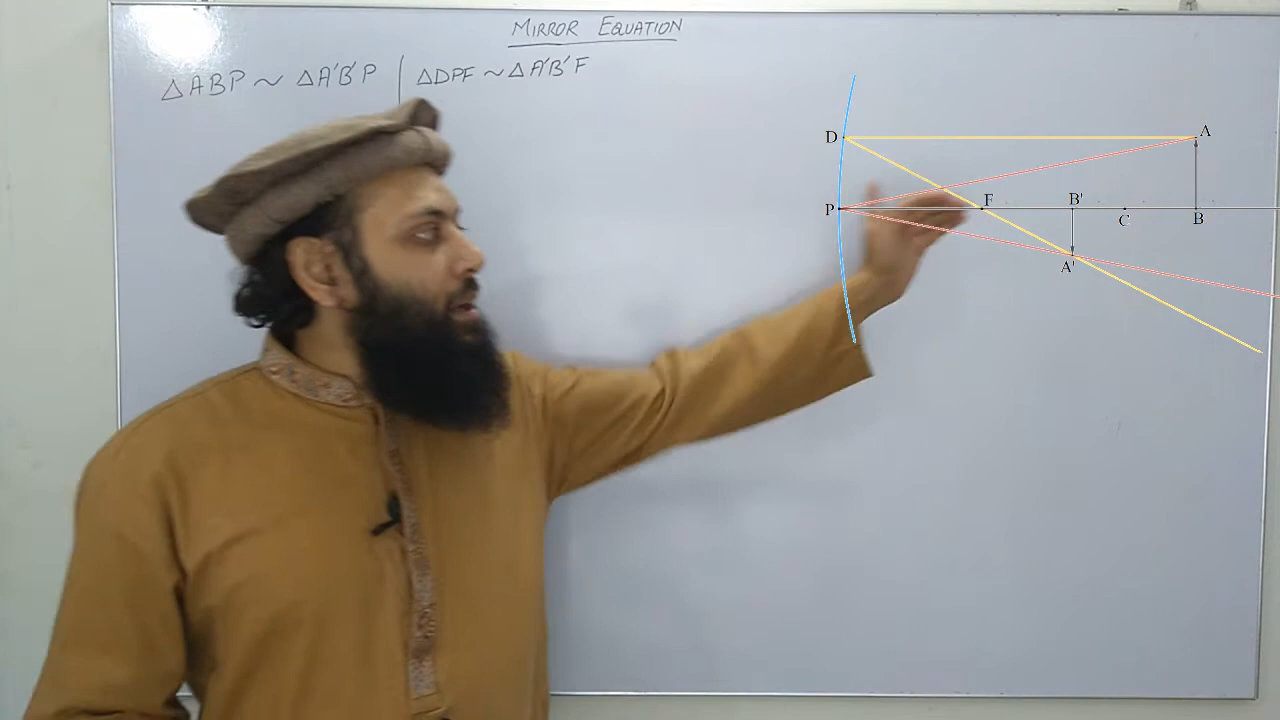 MIRROR EQUATION
△ABP ~ △A'B'P | △DPF ~ △A'B'F
D
A
P
F
B'
C
B
A'